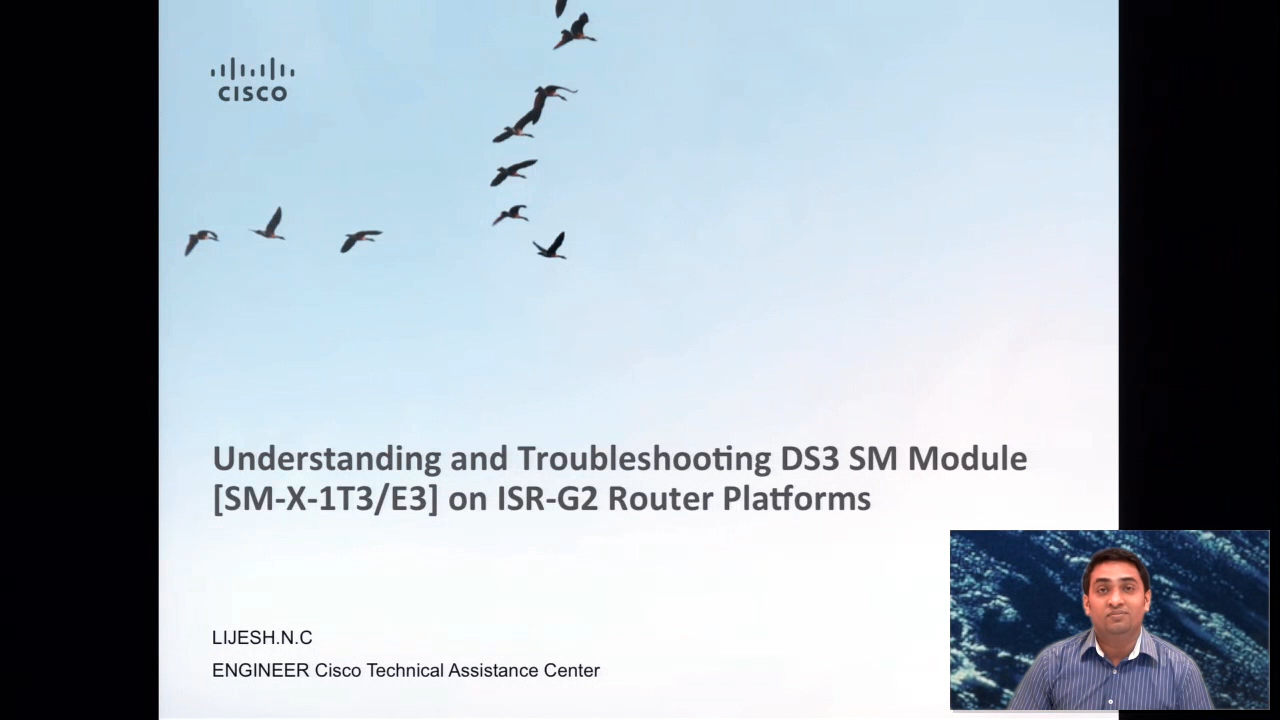 CISCO
Understanding and Troubleshooting DS3 SM Module
[SM-X-1T3/E3] on ISR-G2 Router Platforms
LIJESH.N.C
ENGINEER Cisco Technical Assistance Center